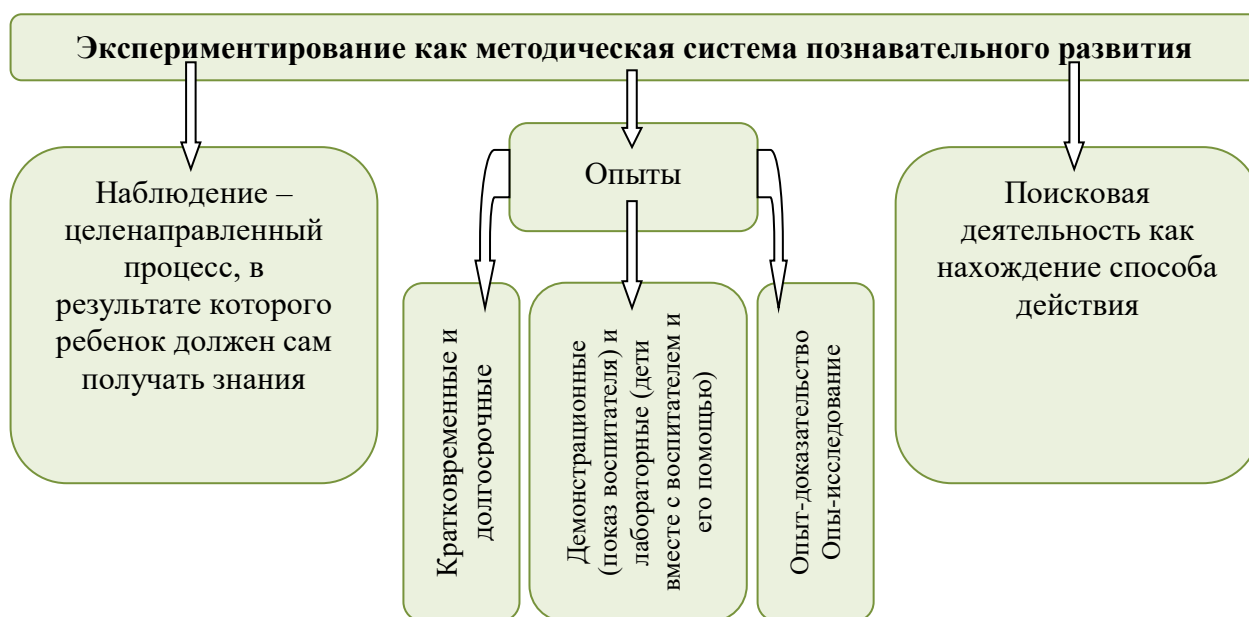 Экспериментирование как методическая система познавательного развития
Наблюдение –
целенаправленный
процесс, в
результате которого
ребенок должен сам
получать знания
Опыты
Кратковременные и
долгосрочные
Демонстрационные
(показ воспитателя) и
лабораторные (дети
вместе с воспитателем и
его помощью)
Опыт-доказательство
Опы-исследование
Поисковая
деятельность как
нахождение способа
действия